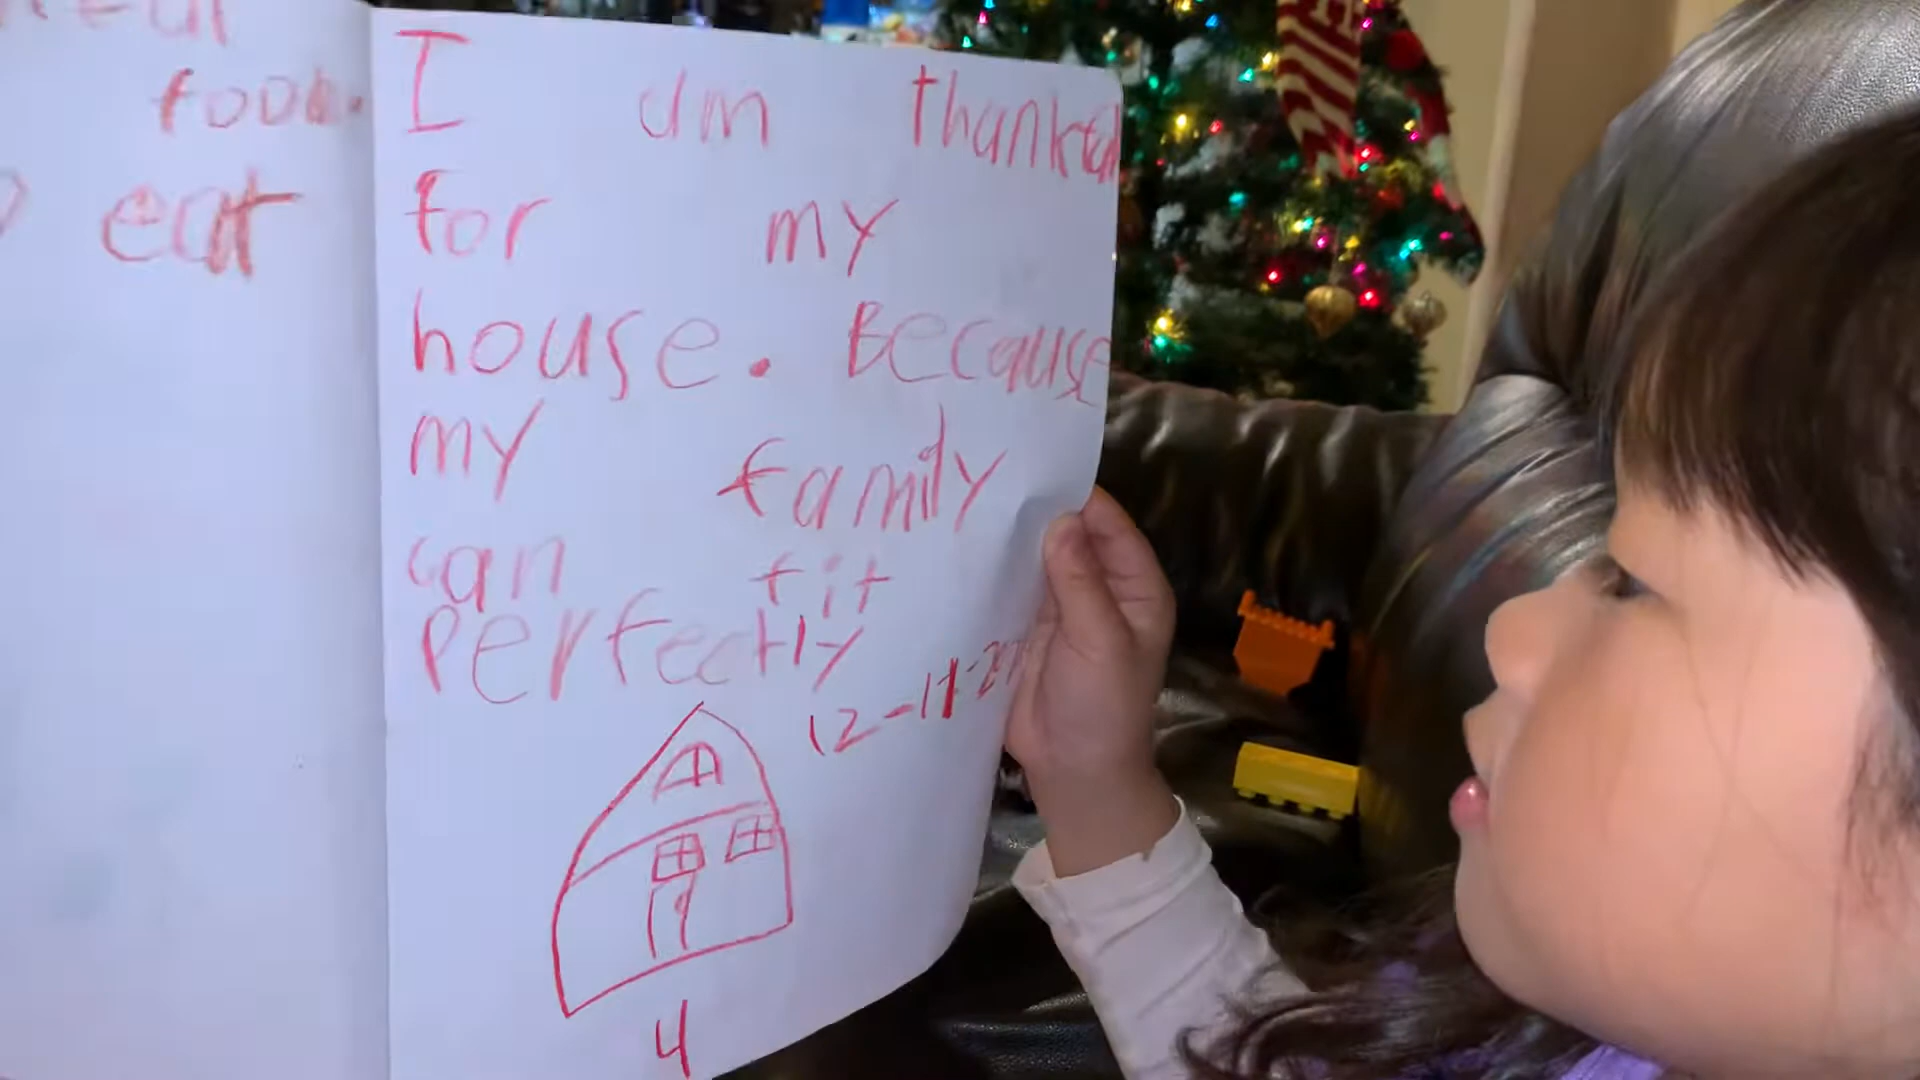 food.
eat
I am thankful
for my
house. Because
my family
can fit
perfectly
12-11-20
4